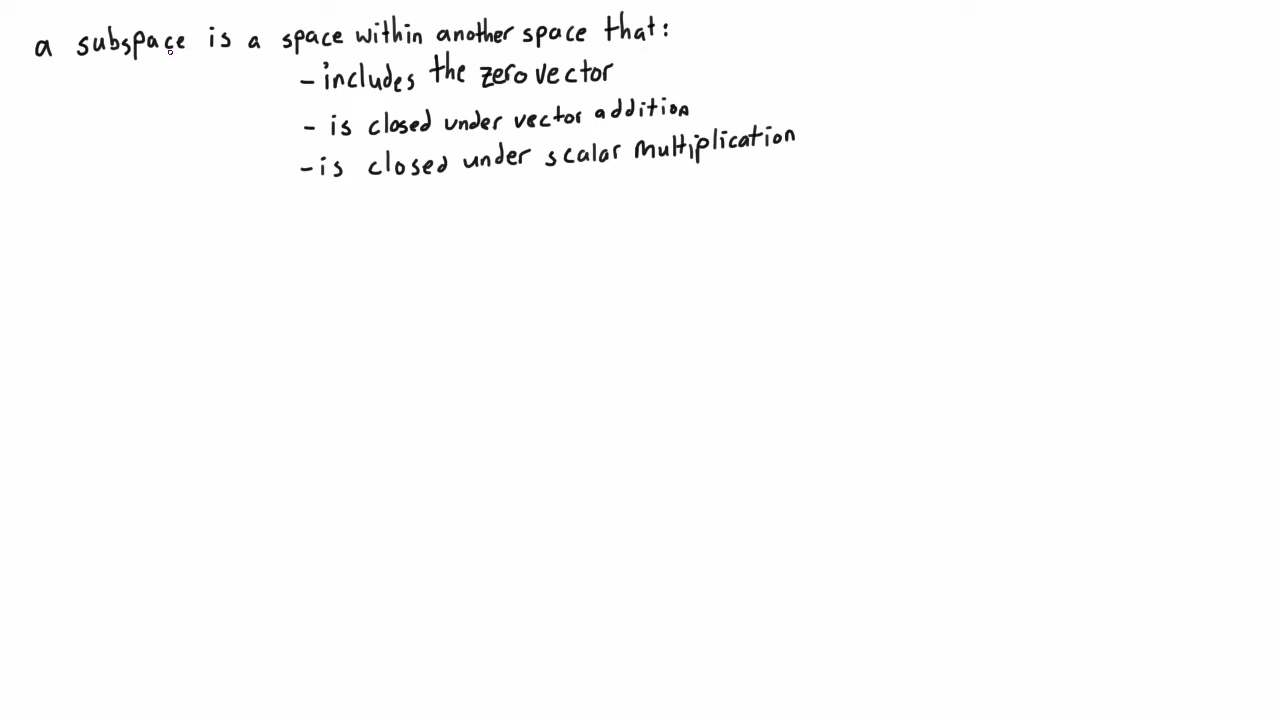 a subspace is a space within another space that:
- includes the zero vector
- is closed under vector addition
- is closed under scalar multiplication